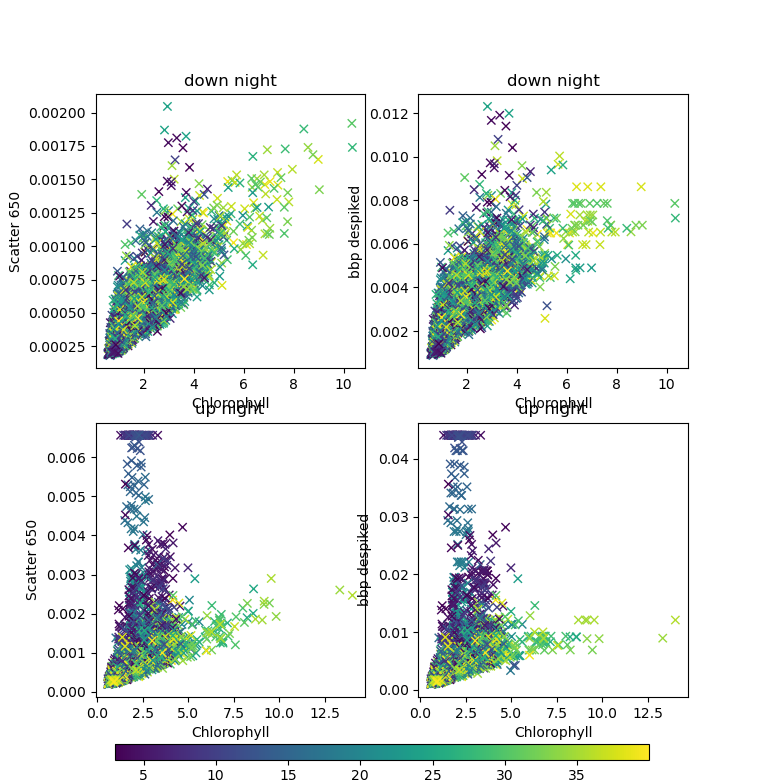 down night
down night
0.00200
0.00175
0.00150
0.00125
0.00100
0.00075
0.00050
0.00025
Scatter 650
2 4 6 8 10
Chlorophyll
0.012
0.010
0.008
0.006
0.004
0.002
bbp despiked
2 4 6 8 10
Chlorophyll
up night
up night
0.006
0.005
0.004
0.003
0.002
0.001
0.000
Scatter 650
0.0 2.5 5.0 7.5 10.0 12.5
Chlorophyll
0.04
0.03
0.02
0.01
0.00
bbp despiked
0.0 2.5 5.0 7.5 10.0 12.5
Chlorophyll
5 10 15 20 25 30 35